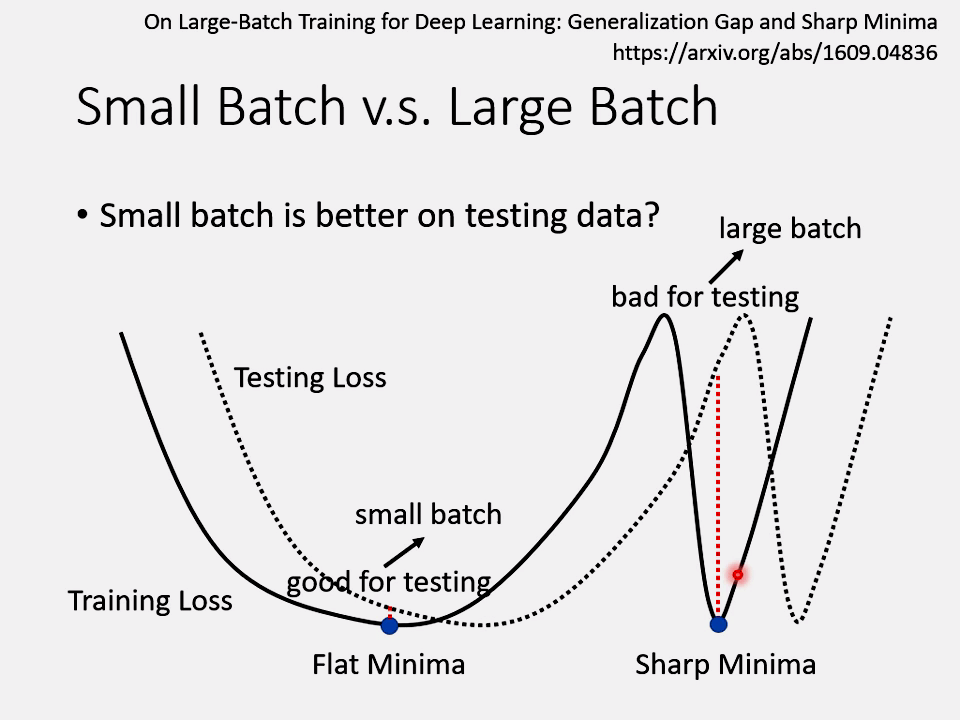 On Large-Batch Training for Deep Learning: Generalization Gap and Sharp Minima
https://arxiv.org/abs/1609.04836
Small Batch v.s. Large Batch
• Small batch is better on testing data?
large batch
bad for testing
Testing Loss
small batch
good for testing
Training Loss
Flat Minima
Sharp Minima